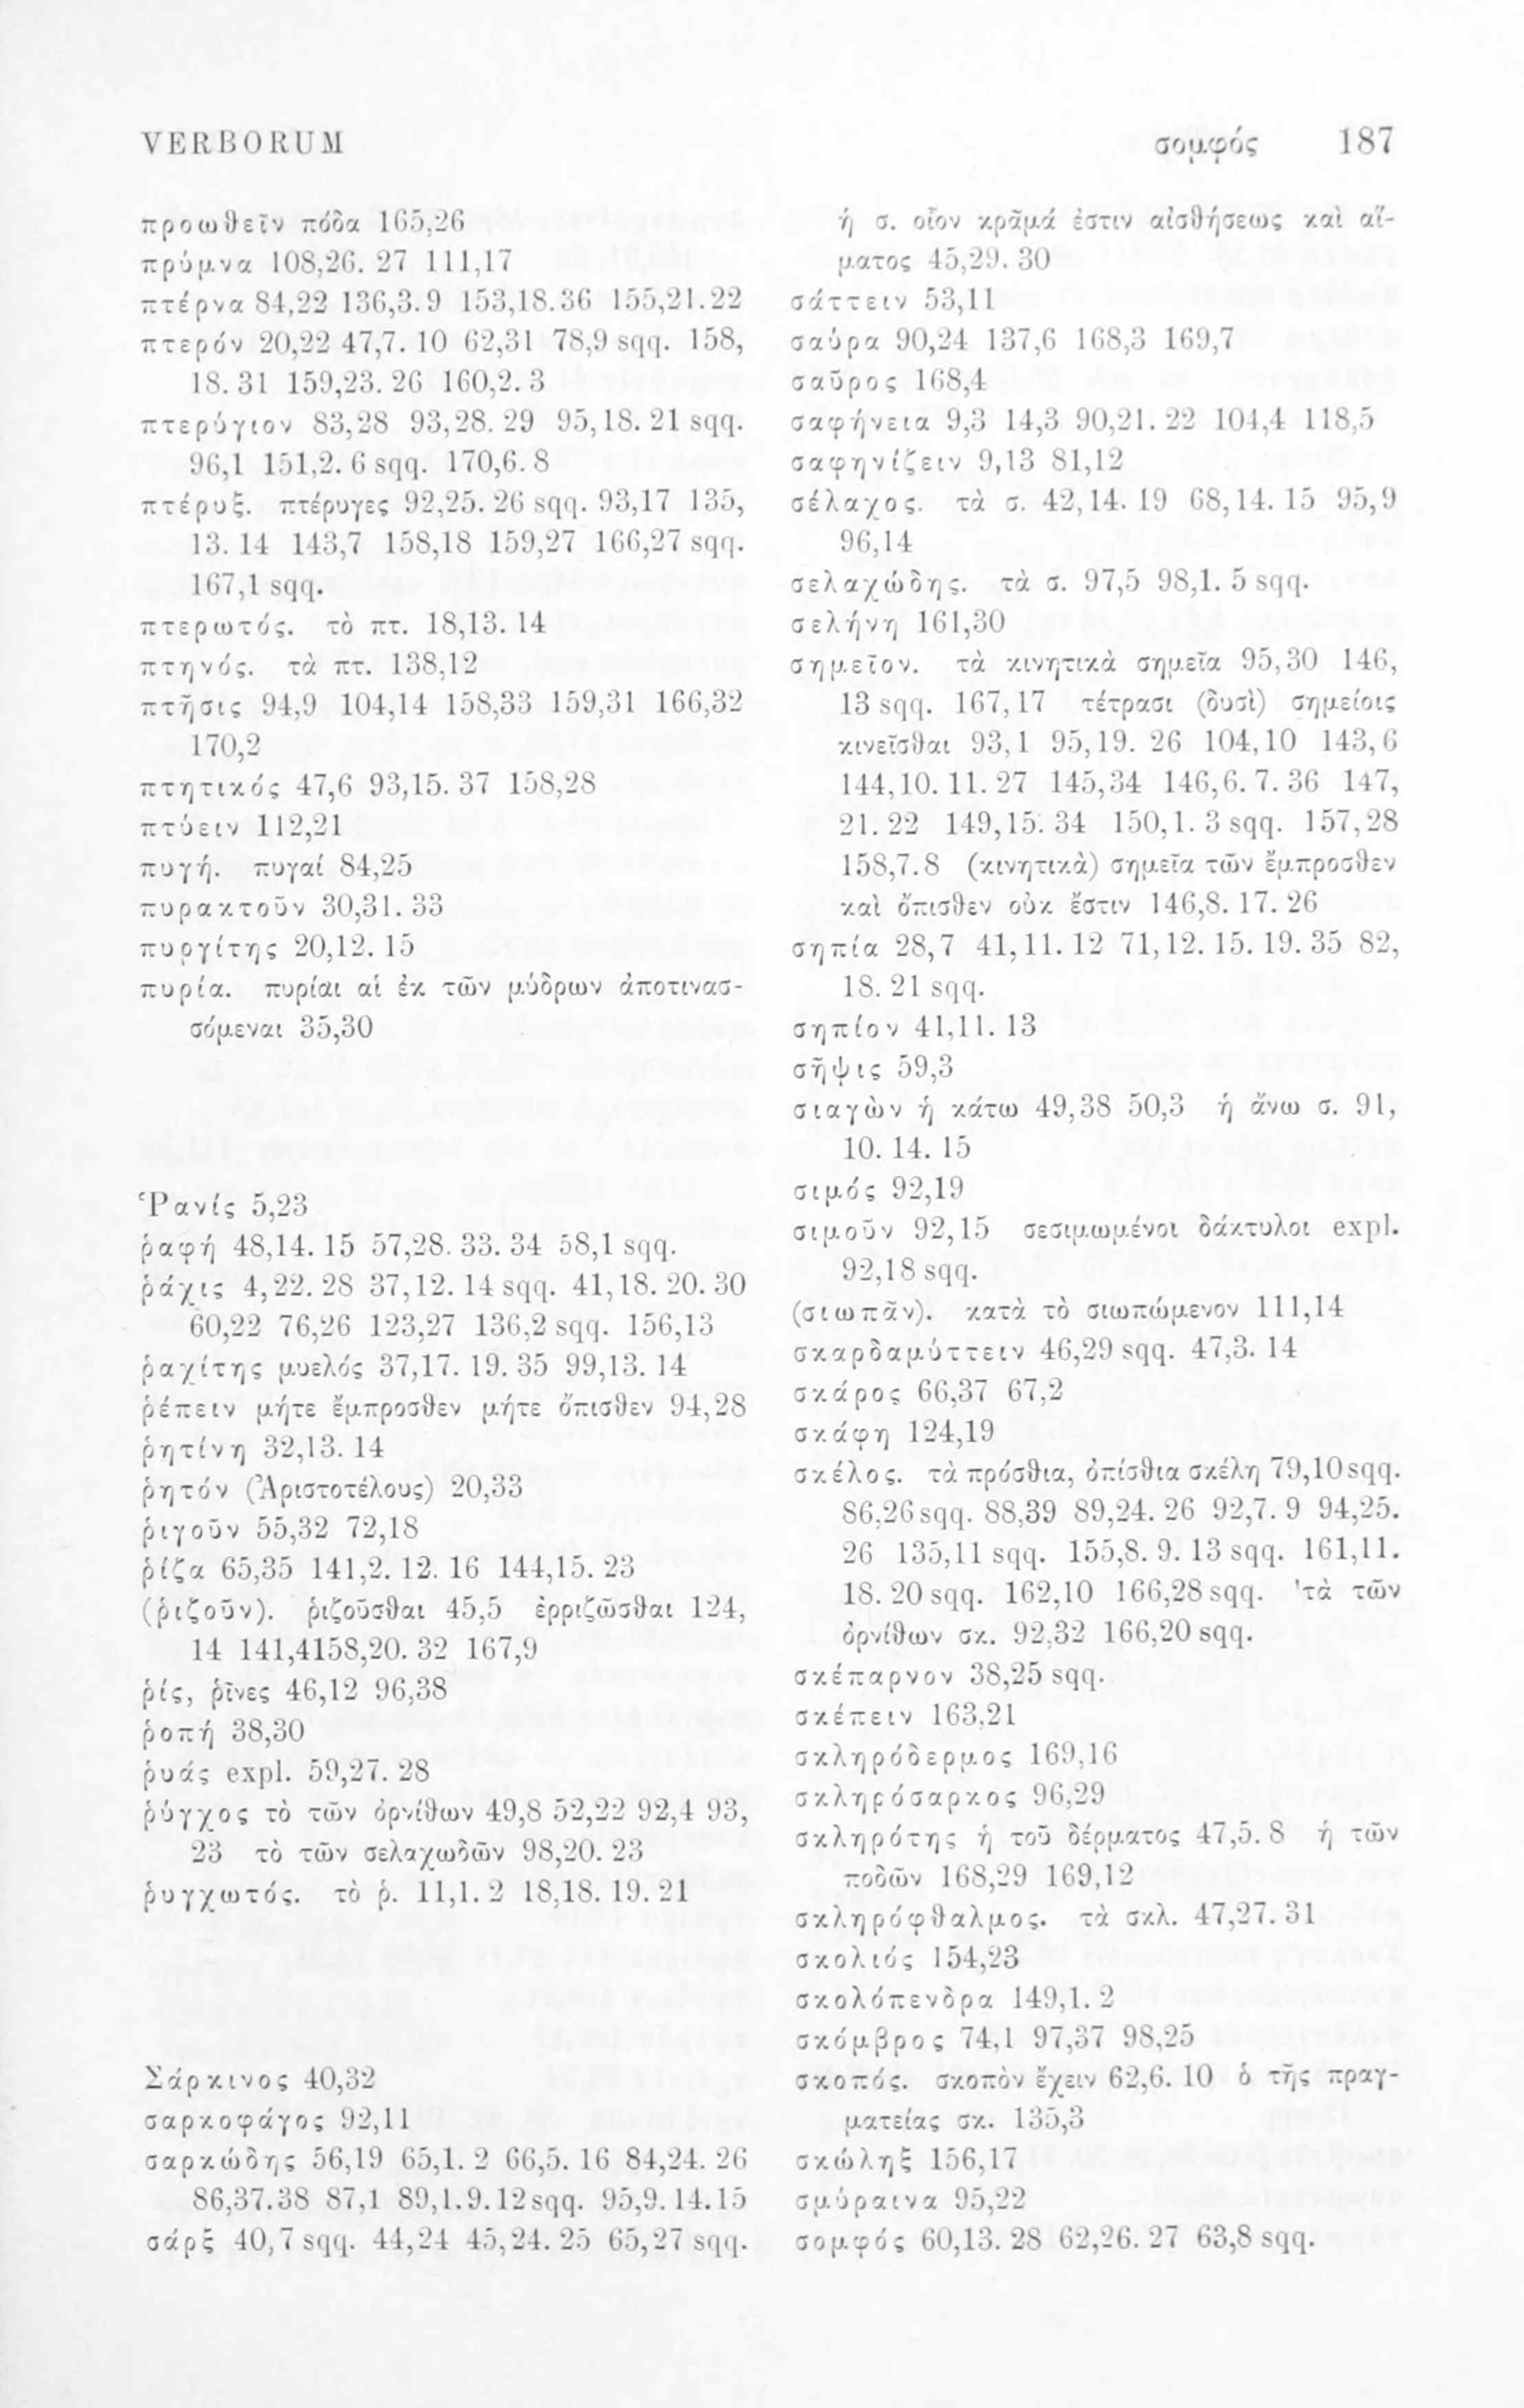 VERBORUM
σομφός 187
προωθεῖν πόδα 165,26
πρύμνα 108,26. 27 111,17
πτέρνα 84,22 136,3. 9 153,18. 36 155,21. 22
πτερόν 20,22 47,7. 10 62,31 78,9 sqq. 158,
18. 31 159,23. 26 160,2. 3
πτερύγιον 83,28 93,28. 29 95,18. 21 sqq.
96,1 151,2. 6 sqq. 170,6. 8
πτέρυξ. πτέρυγες 92,25. 26 sqq. 93,17 135,
13. 14 143,7 158,18 159,27 166,27 sqq.
167,1 sqq.
πτερωτός. τὸ πτ. 18,13. 14
πτηνός. τὰ πτ. 138,12
πτῆσις 94,9 104,14 158,33 159,31 166,32
170,2
πτητικός 47,6 93,15. 37 158,28
πτύειν 112,21
πυγή. πυγαί 84,25
πυρακτοῦν 30,31. 33
πυργίτης 20,12. 15
πυρία. πυρίαι αἱ ἐκ τῶν μύδρων ἀποτινασ-
σόμεναι 35,30
Ῥανίς 5,23
ῥαφή 48,14. 15 57,28. 33. 34 58,1 sqq.
ῥάχις 4,22. 28 37,12. 14 sqq. 41,18. 20. 30
60,22 76,26 123,27 136,2 sqq. 156,13
ῥαχίτης μυελός 37,17. 19. 35 99,13. 14
ῥέπειν μήτε ἔμπροσθεν μήτε ὄπισθεν 94,28
ῥητίνη 32,13. 14
ῥητόν (Ἀριστοτέλους) 20,33
ῥιγοῦν 55,32 72,18
ῥίζα 65,35 141,2. 12. 16 144,15. 23
(ῥιζοῦν). ῥιζοῦσθαι 45,5 ἐρριζῶσθαι 124,
14 141,4158,20. 32 167,9
ῥίς, ῥῖνες 46,12 96,38
ῥοπή 38,30
ῥυάς expl. 59,27. 28
ῥύγχος τὸ τῶν ὀρνίθων 49,8 52,22 92,4 93,
23 τὸ τῶν σελαχωδῶν 98,20. 23
ῥυγχωτός. τὸ ῥ. 11,1. 2 18,18. 19. 21
Σάρκινος 40,32
σαρκοφάγος 92,11
σαρκώδης 56,19 65,1. 2 66,5. 16 84,24. 26
86,37.38 87,1 89,1.9.12sqq. 95,9. 14.15
σάρξ 40,7 sqq. 44,24 45,24. 25 65,27 sqq.
ἡ σ. οἷον κρᾶμά ἐστιν αἰσθήσεως καὶ αἵ-
ματος 45,29. 30
σάττειν 53,11
σαύρα 90,24 137,6 168,3 169,7
σαῦρος 168,4
σαφήνεια 9,3 14,3 90,21. 22 104,4 118,5
σαφηνίζειν 9,13 81,12
σέλαχος. τὰ σ. 42,14. 19 68,14. 15 95,9
96,14
σελαχώδης. τὰ σ. 97,5 98,1. 5 sqq.
σελήνη 161,30
σημεῖον. τὰ κινητικὰ σημεῖα 95,30 146,
13 sqq. 167,17 τέτρασι (δυσὶ) σημείοις
κινεῖσθαι 93,1 95,19. 26 104,10 143,6
144,10. 11. 27 145,34 146,6. 7. 36 147,
21. 22 149,15. 34 150,1. 3 sqq. 157,28
158,7. 8 (κινητικὰ) σημεῖα τῶν ἔμπροσθεν
καὶ ὄπισθεν οὐκ ἔστιν 146,8. 17. 26
σηπία 28,7 41,11. 12 71,12. 15. 19. 35 82,
18. 21 sqq.
σηπίον 41,11. 13
σῆψις 59,3
σιαγὼν ἡ κάτω 49,38 50,3 ἡ ἄνω σ. 91,
10. 14. 15
σιμός 92,19
σιμοῦν 92,15 σεσιμωμένοι δάκτυλοι expl.
92,18 sqq.
(σιωπᾶν). κατὰ τὸ σιωπώμενον 111,14
σκαρδαμύττειν 46,29 sqq. 47,3. 14
σκάρος 66,37 67,2
σκάφη 124,19
σκέλος. τὰ πρόσθια, ὀπίσθια σκέλη 79,10sqq.
86,26sqq. 88,39 89,24. 26 92,7. 9 94,25.
26 135,11 sqq. 155,8. 9. 13 sqq. 161,11.
18. 20 sqq. 162,10 166,28 sqq. 'τὰ τῶν
ὀρνίθων σκ. 92,32 166,20 sqq.
σκέπαρνον 38,25 sqq.
σκέπειν 163,21
σκληρόδερμος 169,16
σκληρόσαρκος 96,29
σκληρότης ἡ τοῦ δέρματος 47,5. 8 ἡ τῶν
ποδῶν 168,29 169,12
σκληρόφθαλμος. τὰ σκλ. 47,27. 31
σκολιός 154,23
σκολόπενδρα 149,1. 2
σκόμβρος 74,1 97,37 98,25
σκοπός. σκοπὸν ἔχειν 62,6. 10 ὁ τῆς πραγ-
ματείας σκ. 135,3
σκώληξ 156,17
σμύραινα 95,22
σομφός 60,13. 28 62,26. 27 63,8 sqq.